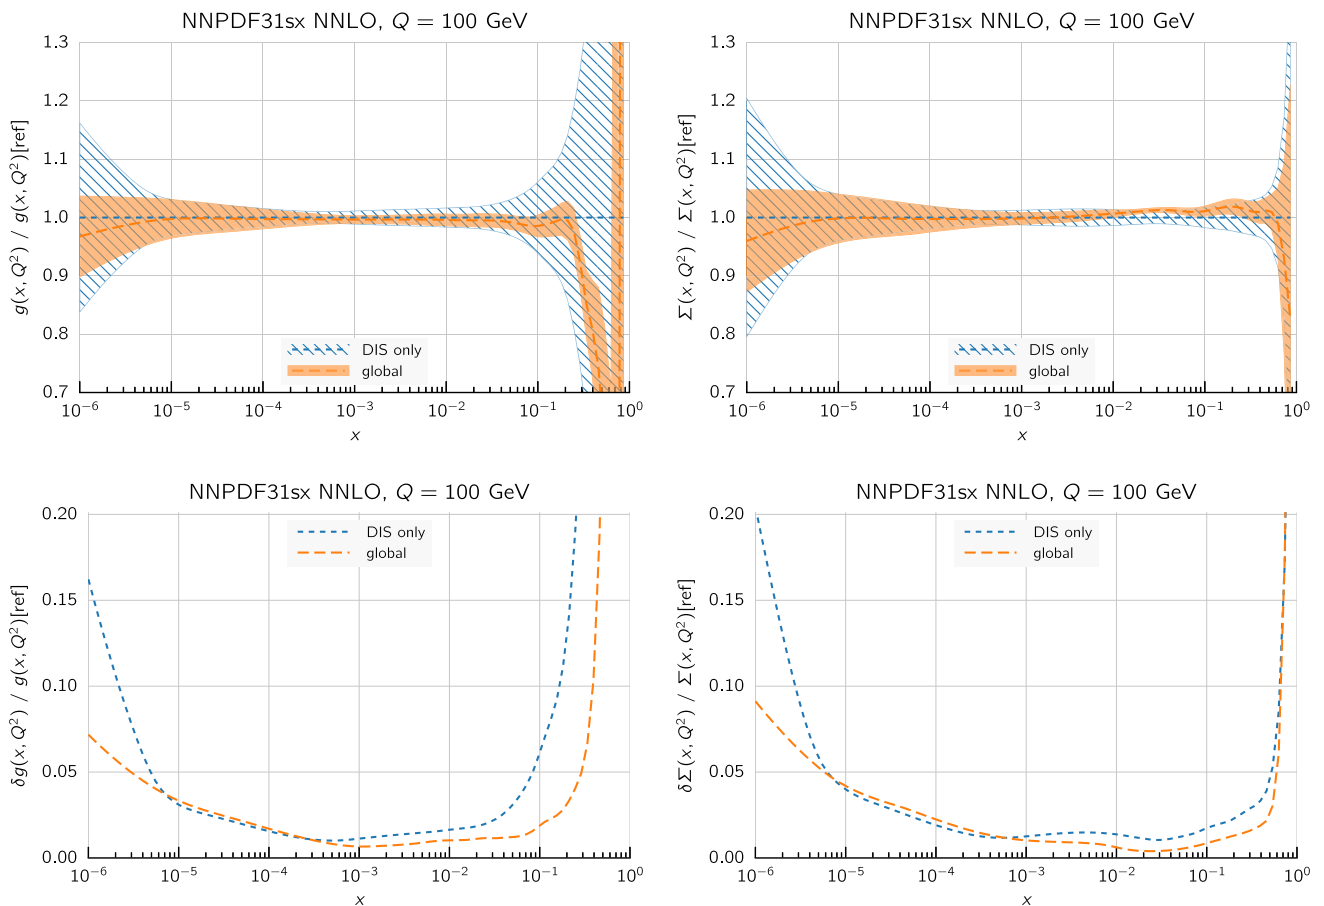 NNPDF31sx NNLO, Q = 100 GeV
g(x, Q²) / g(x, Q²)[ref]
1.3
1.2
1.1
1.0
0.9
0.8
0.7
DIS only
global
10⁻⁶ 10⁻⁵ 10⁻⁴ 10⁻³ 10⁻² 10⁻¹ 10⁰
x
NNPDF31sx NNLO, Q = 100 GeV
Σ(x, Q²) / Σ(x, Q²)[ref]
1.3
1.2
1.1
1.0
0.9
0.8
0.7
DIS only
global
10⁻⁶ 10⁻⁵ 10⁻⁴ 10⁻³ 10⁻² 10⁻¹ 10⁰
x
NNPDF31sx NNLO, Q = 100 GeV
δg(x, Q²) / g(x, Q²)[ref]
0.20
DIS only
global
0.15
0.10
0.05
0.00
10⁻⁶ 10⁻⁵ 10⁻⁴ 10⁻³ 10⁻² 10⁻¹ 10⁰
x
NNPDF31sx NNLO, Q = 100 GeV
δΣ(x, Q²) / Σ(x, Q²)[ref]
0.20
DIS only
global
0.15
0.10
0.05
0.00
10⁻⁶ 10⁻⁵ 10⁻⁴ 10⁻³ 10⁻² 10⁻¹ 10⁰
x